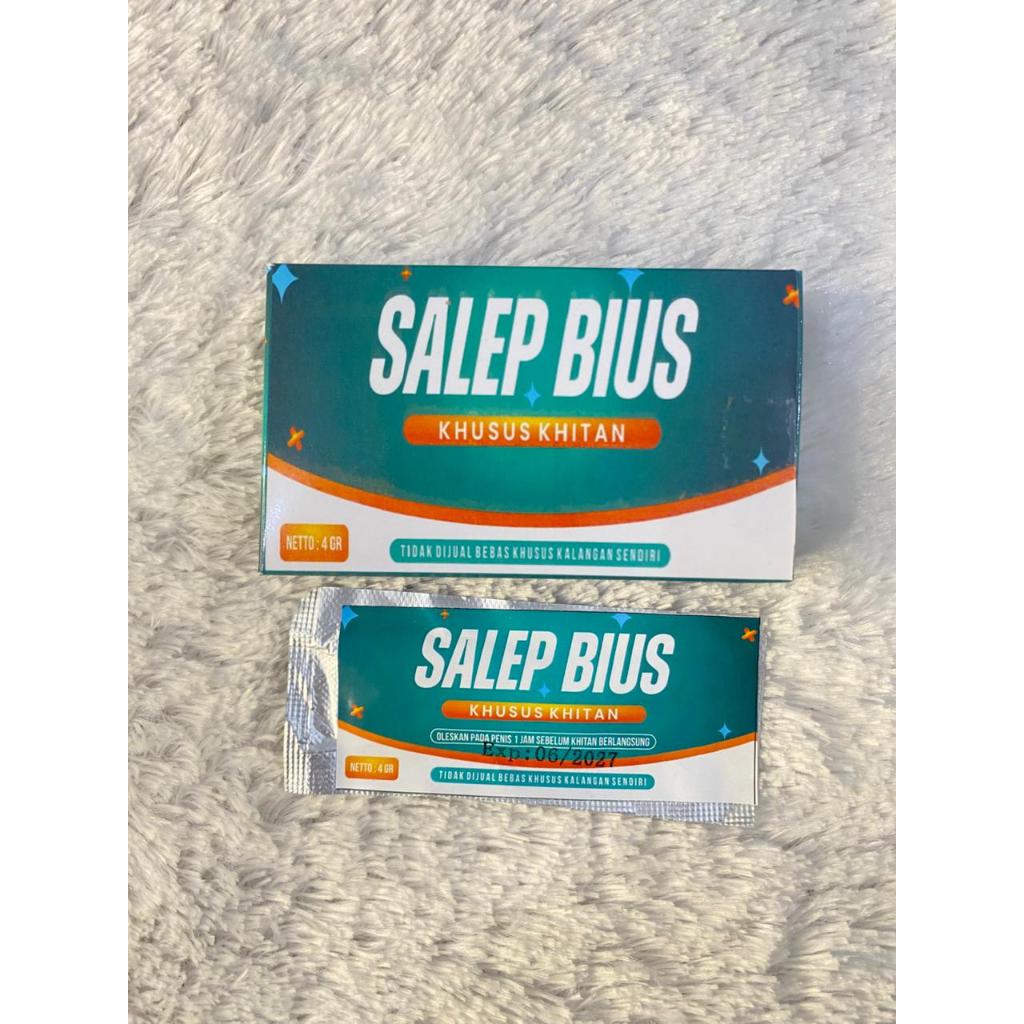 SALEP BIUS
KHUSUS KHITAN
NETTO : 4 GR
TIDAK DIJUAL BEBAS KHUSUS KALANGAN SENDIRI
SALEP BIUS
KHUSUS KHITAN
OLESKAN PADA PENIS 1 JAM SEBELUM KHITAN BERLANGSUNG
Exp:06/2027
NETTO : 4 GR
TIDAK DIJUAL BEBAS KHUSUS KALANGAN SENDIRI